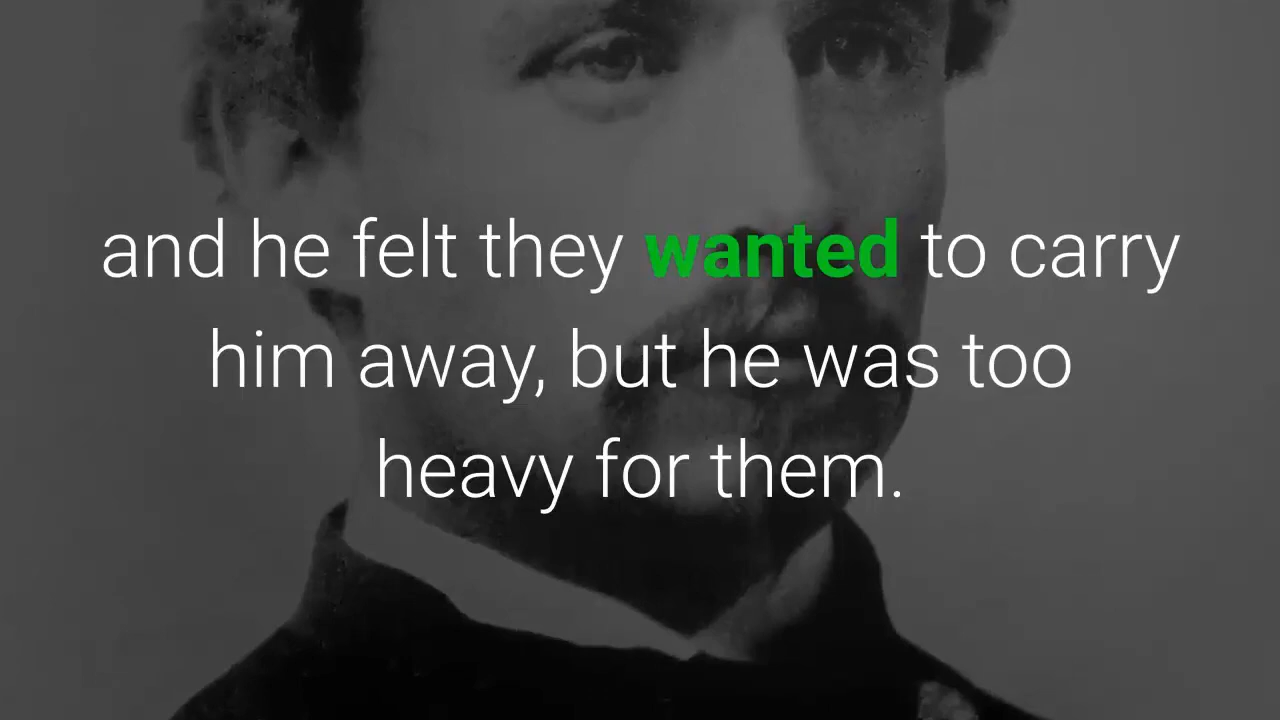 and he felt they wanted to carry
him away, but he was too
heavy for them.